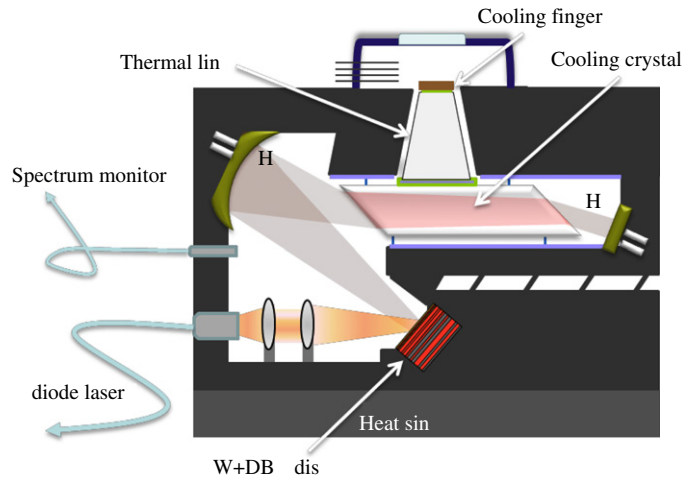 Cooling finger
Thermal lin
Cooling crystal
H
Spectrum monitor
H
diode laser
Heat sin
W+DB dis